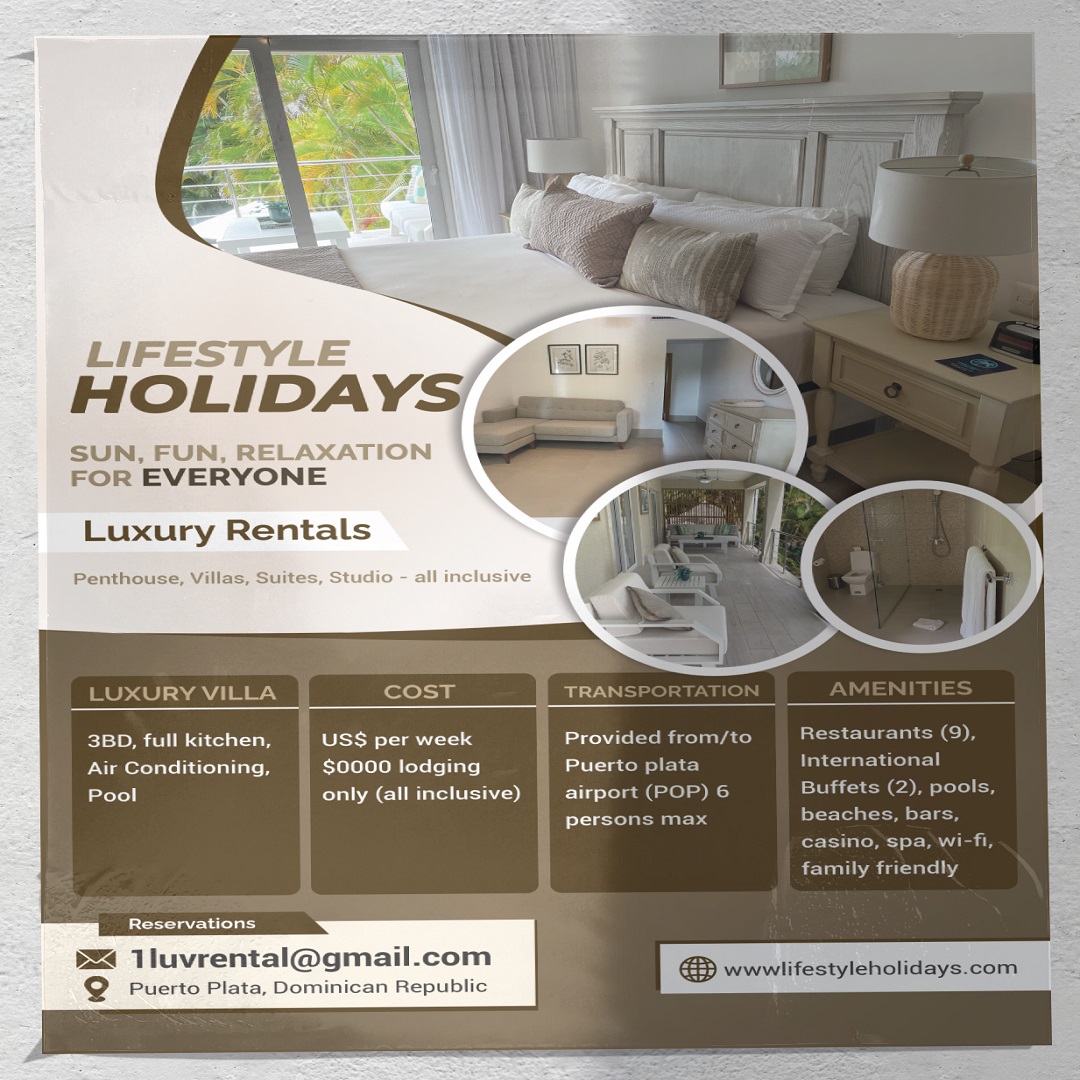 LIFESTYLE
HOLIDAYS
SUN, FUN, RELAXATION
FOR EVERYONE
Luxury Rentals
Penthouse, Villas, Suites, Studio - all inclusive
LUXURY VILLA
3BD, full kitchen,
Air Conditioning,
Pool
COST
US$ per week
$0000 lodging
only (all inclusive)
TRANSPORTATION
Provided from/to
Puerto plata
airport (POP) 6
persons max
AMENITIES
Restaurants (9),
International
Buffets (2), pools,
beaches, bars,
casino, spa, wi-fi,
family friendly
Reservations
1luvrental@gmail.com
Puerto Plata, Dominican Republic
wwwlifestyleholidays.com